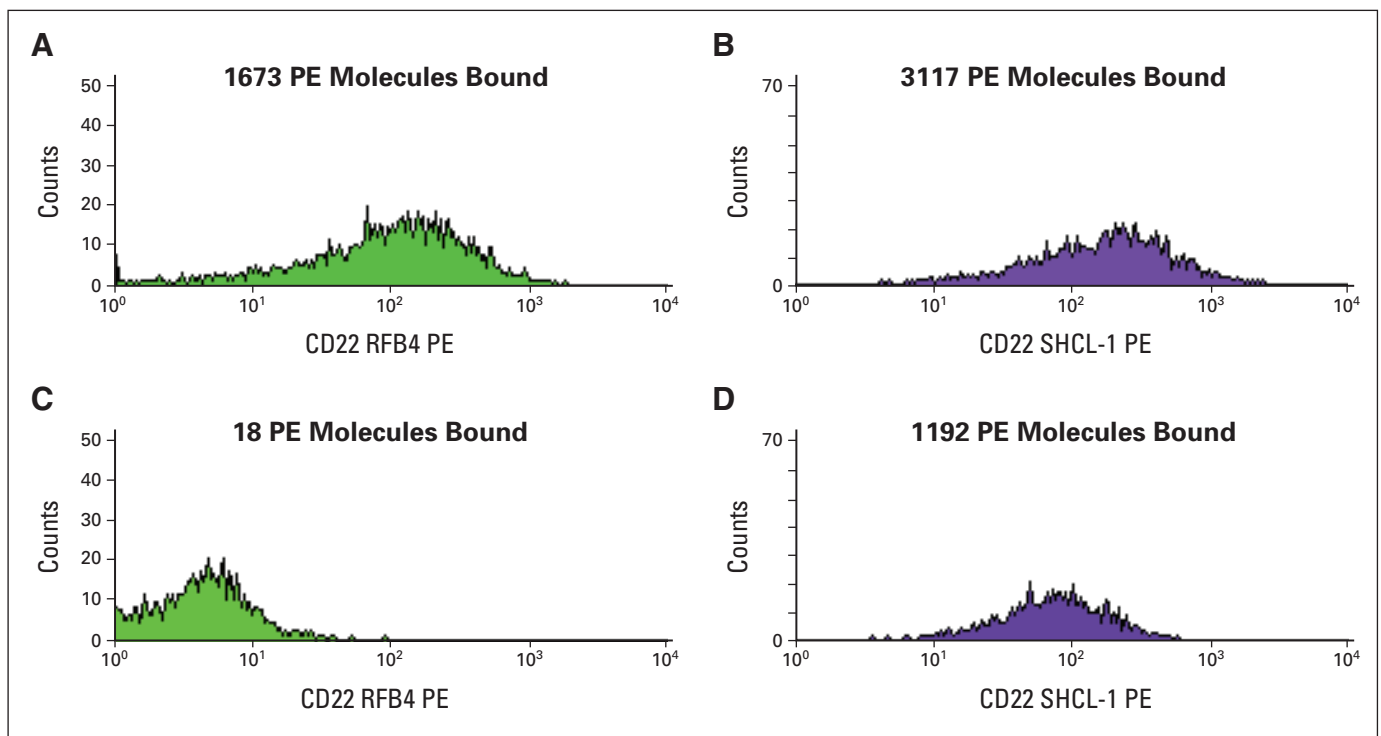 A
1673 PE Molecules Bound
50
40
30
20
10
0
Counts
10⁰ 10¹ 10² 10³ 10⁴
CD22 RFB4 PE
B
3117 PE Molecules Bound
70
0
Counts
10⁰ 10¹ 10² 10³ 10⁴
CD22 SHCL-1 PE
C
18 PE Molecules Bound
50
40
30
20
10
0
Counts
10⁰ 10¹ 10² 10³ 10⁴
CD22 RFB4 PE
D
1192 PE Molecules Bound
70
0
Counts
10⁰ 10¹ 10² 10³ 10⁴
CD22 SHCL-1 PE